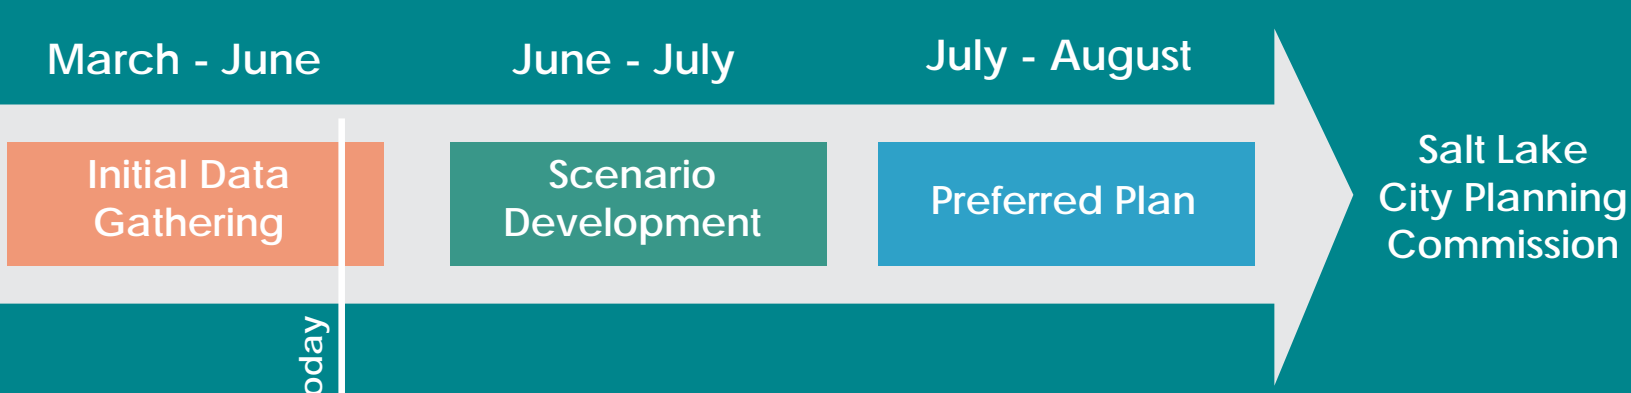 March - June
June - July
July - August
Initial Data
Gathering
Scenario
Development
Preferred Plan
Salt Lake
City Planning
Commission